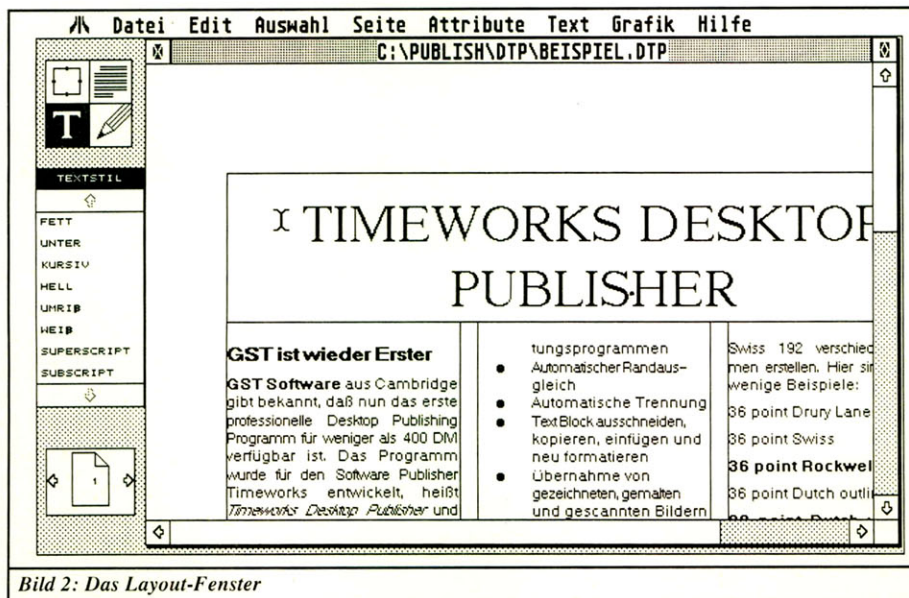 Datei Edit Auswahl Seite Attribute Text Grafik Hilfe
C:\PUBLISH\DTP\BEISPIEL.DTP
T
TEXTSTIL
FETT
UNTER
KURSIV
HELL
UMRIß
WEIß
SUPERSCRIPT
SUBSCRIPT
1
TIMEWORKS DESKTOP
PUBLISHER
GST ist wieder Erster
GST Software aus Cambridge
gibt bekannt, daß nun das erste
professionelle Desktop Publishing
Programm für weniger als 400 DM
verfügbar ist. Das Programm
wurde für den Software Publisher
Timeworks entwickelt, heißt
Timeworks Desktop Publisher und
tungsprogrammen
• Automatischer Randaus-
gleich
• Automatische Trennung
• Text Block ausschneiden,
kopieren, einfügen und
neu formatieren
• Übernahme von
gezeichneten, gemalten
und gescannten Bildern
Swiss 192 verschied
men erstellen. Hier sin
wenige Beispiele:
36 point Drury Lane
36 point Swiss
36 point Rockwel
36 point Dutch outli
Bild 2: Das Layout-Fenster